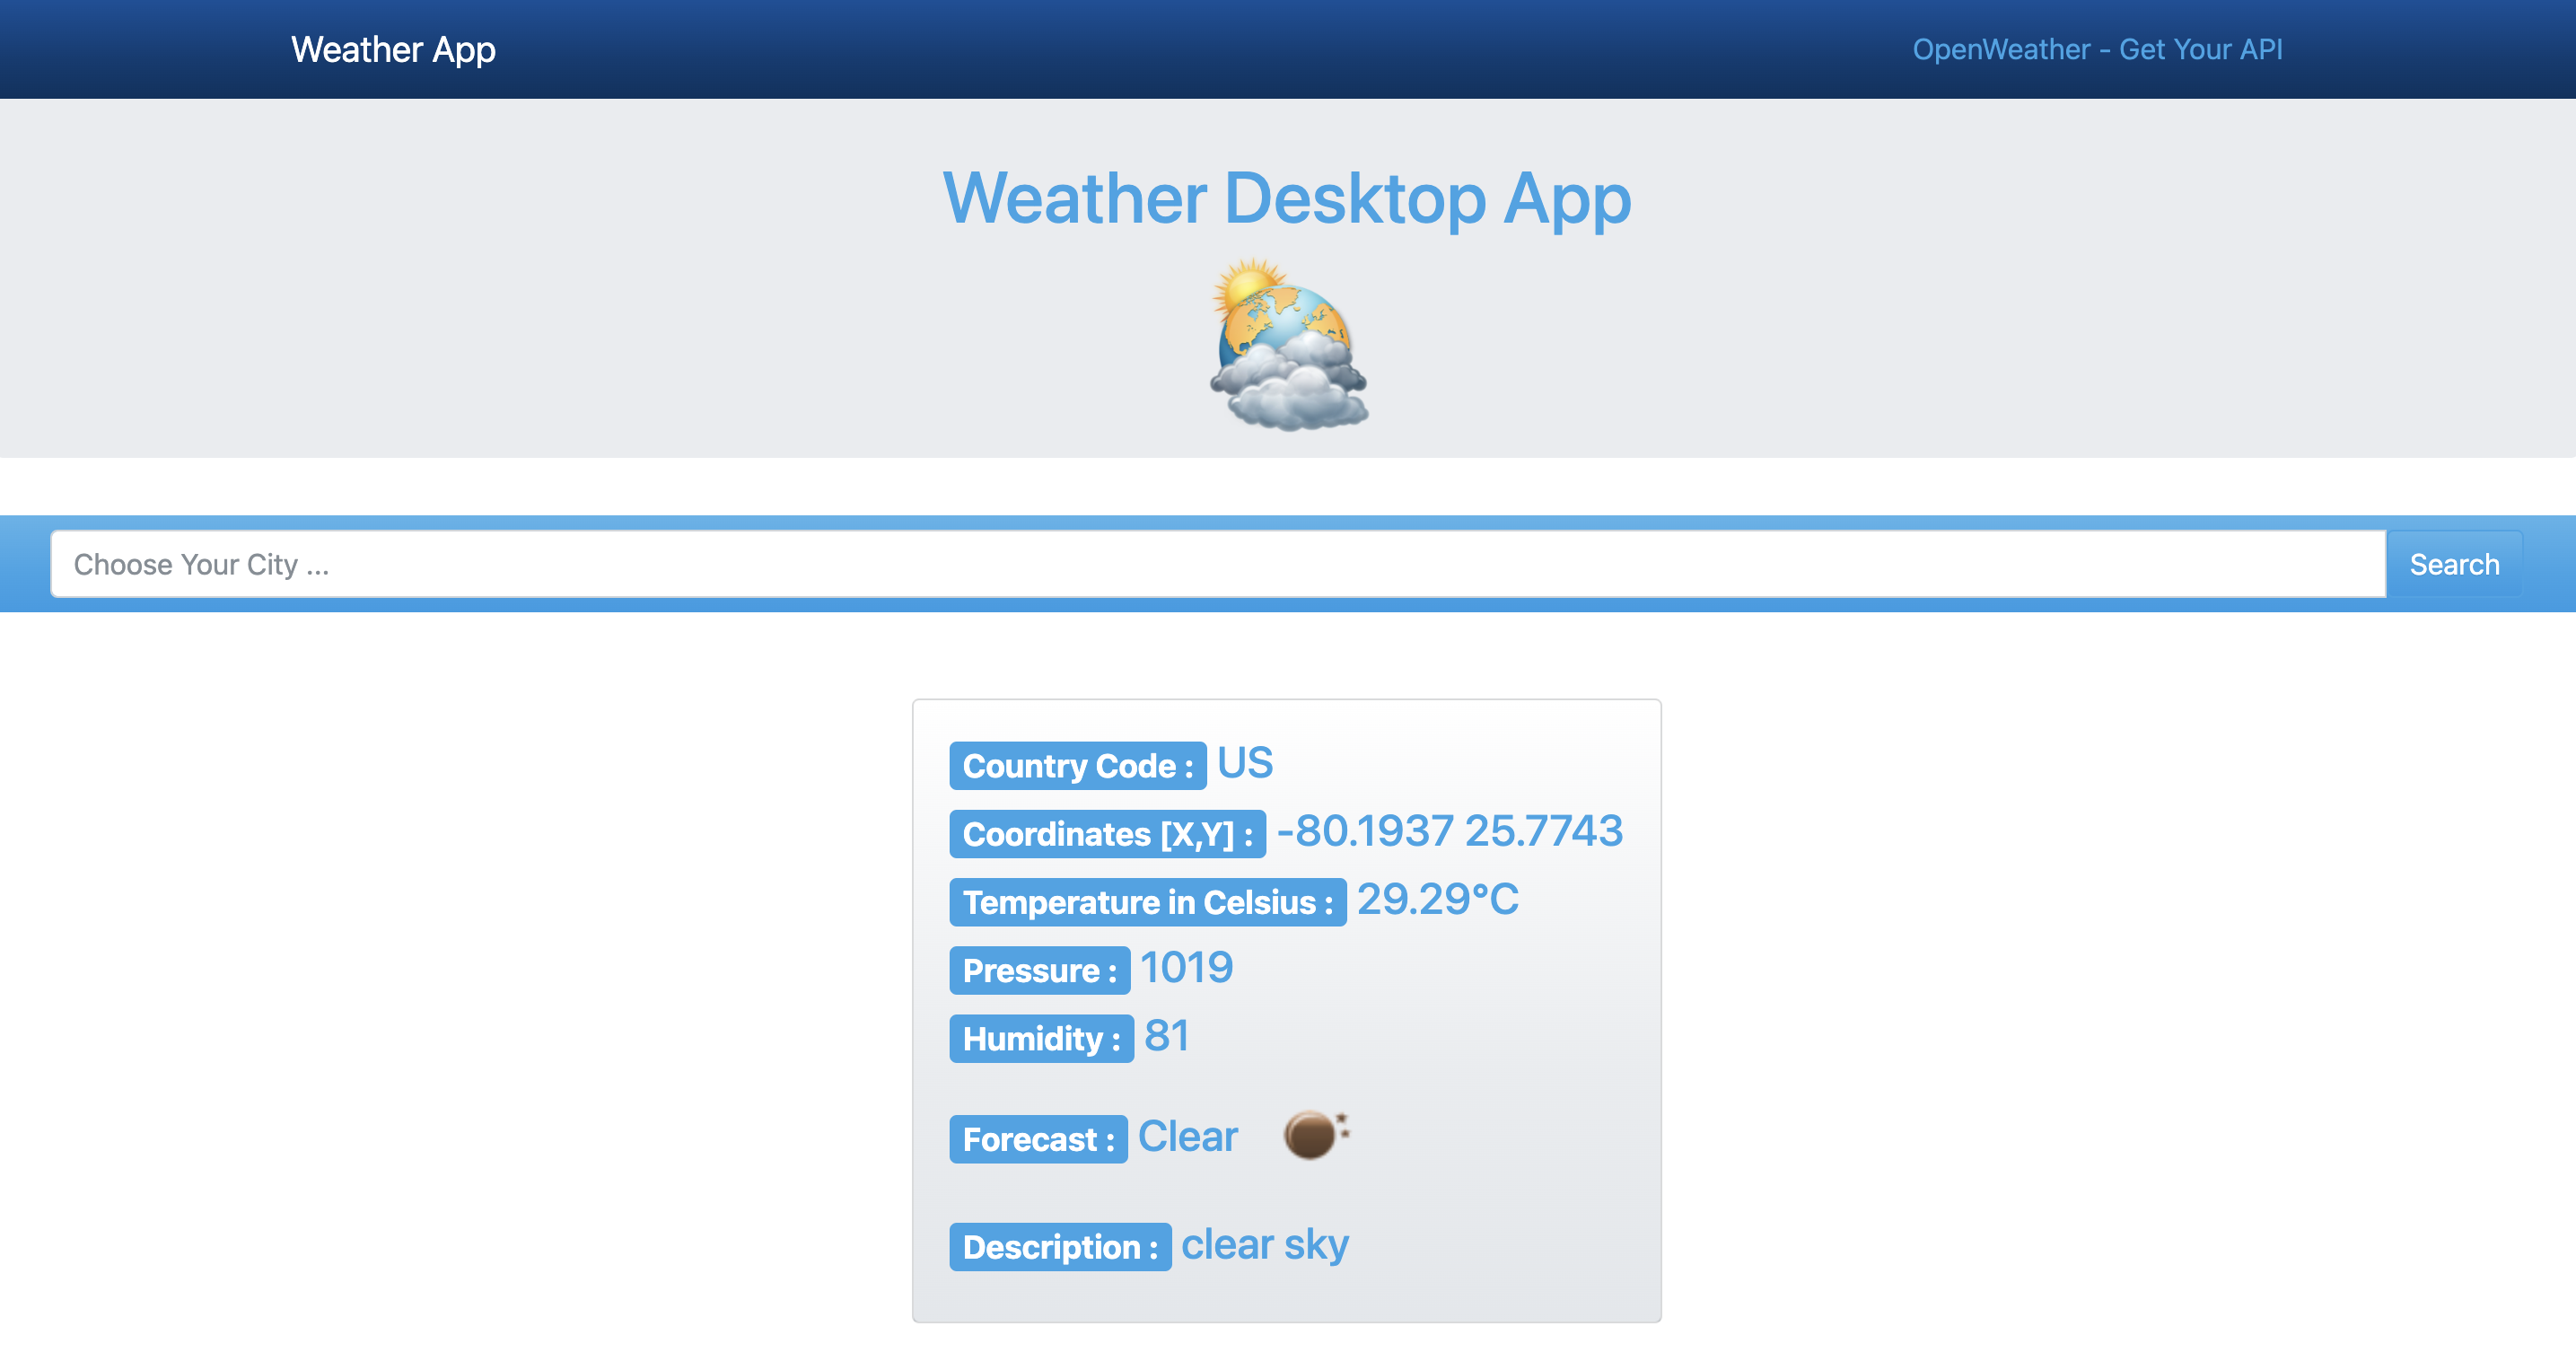 Weather App
OpenWeather - Get Your API
Weather Desktop App
Choose Your City ...
Search
Country Code : US
Coordinates [X,Y] : -80.1937 25.7743
Temperature in Celsius : 29.29°C
Pressure : 1019
Humidity : 81
Forecast : Clear
Description : clear sky